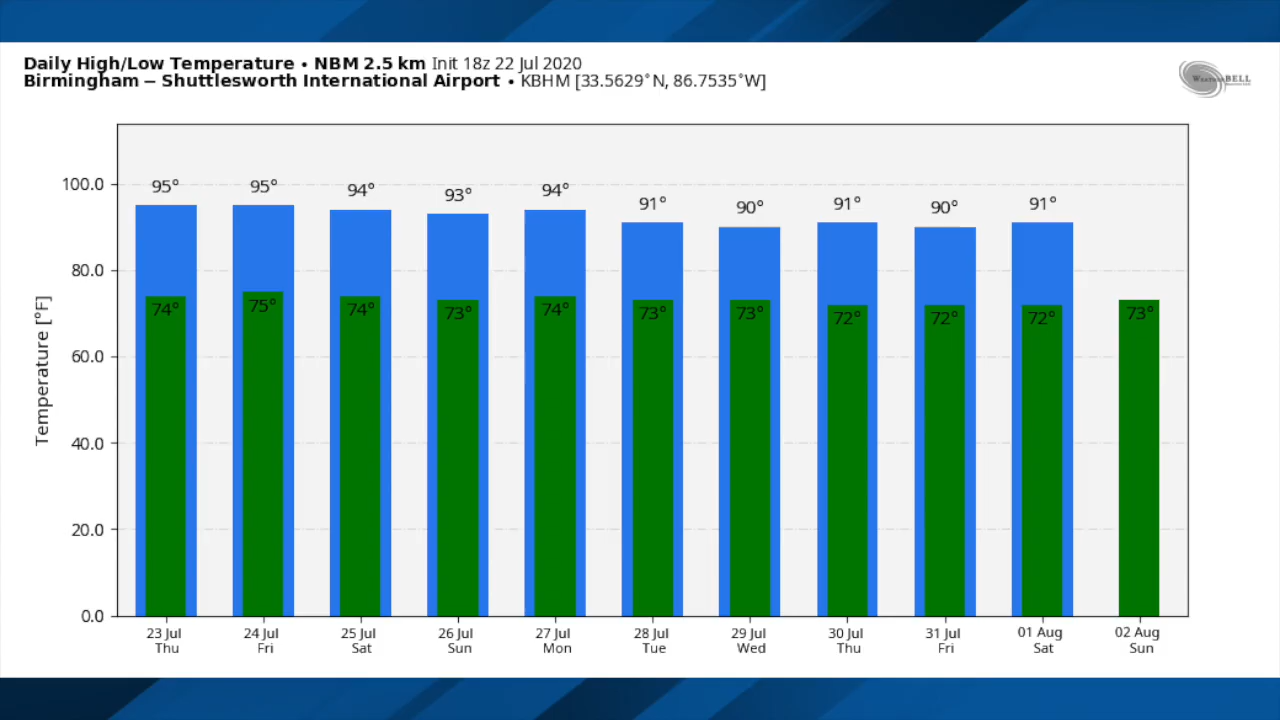 Daily High/Low Temperature • NBM 2.5 km Init 18z 22 Jul 2020
Birmingham – Shuttlesworth International Airport • KBHM [33.5629°N, 86.7535°W]
WeatherBELL
Temperature [°F]
100.0
80.0
60.0
40.0
20.0
0.0
95° 95° 94° 93° 94° 91° 90° 91° 90° 91°
74° 75° 74° 73° 74° 73° 73° 72° 72° 72° 73°
23 Jul 24 Jul 25 Jul 26 Jul 27 Jul 28 Jul 29 Jul 30 Jul 31 Jul 01 Aug 02 Aug
Thu Fri Sat Sun Mon Tue Wed Thu Fri Sat Sun